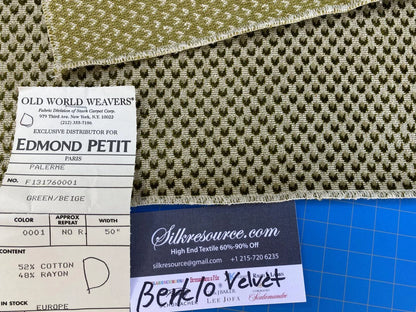 OLD WORLD WEAVERS®
Fabric Division of Stark Carpet Corp.
979 Third Ave. New York, N.Y. 10022
(212) 355-7186
D
EXCLUSIVE DISTRIBUTOR FOR
EDMOND PETIT
PARIS
PALERME
NO. F131760001
GREEN/BEIGE
COLOR APPROX REPEAT WIDTH
0001 NO R. 50"
CONTENT
52% COTTON
48% RAYON
D
IN STOCK
EUROPE
Silkresource.com
High End Textile 60%-90% Off
silkresource@gmail.com +1 215-720 6235
LEE JOFA
Scalamandre
Berklo Velvet